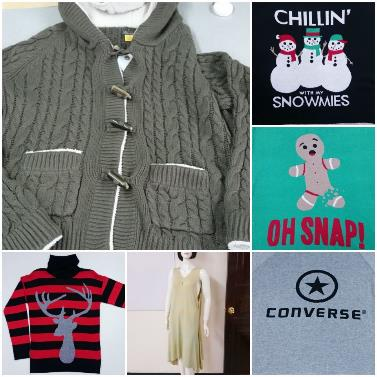 CHILLIN'
WITH MY
SNOWMIES
OH SNAP!
CONVERSE®